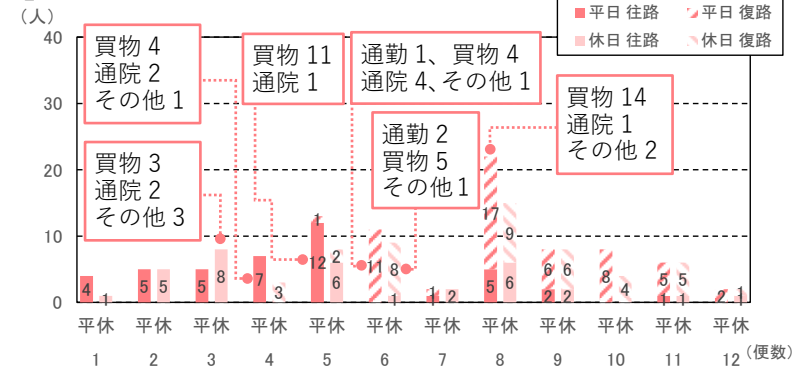 （人）
平日 往路
平日 復路
休日 往路
休日 復路
40
30
20
10
0
買物 4
通院 2
その他 1
買物 11
通院 1
通勤 1、買物 4
通院 4、その他 1
買物 14
通院 1
その他 2
通勤 2
買物 5
その他 1
買物 3
通院 2
その他 3
4
1
5
5
5
8
7
3
1
12
2
6
11
8
1
1
2
17
5
9
6
6
2
6
2
8
4
5
1
5
1
2
1
平休 平休 平休 平休 平休 平休 平休 平休 平休 平休 平休 平休
1 2 3 4 5 6 7 8 9 10 11 12 （便数）